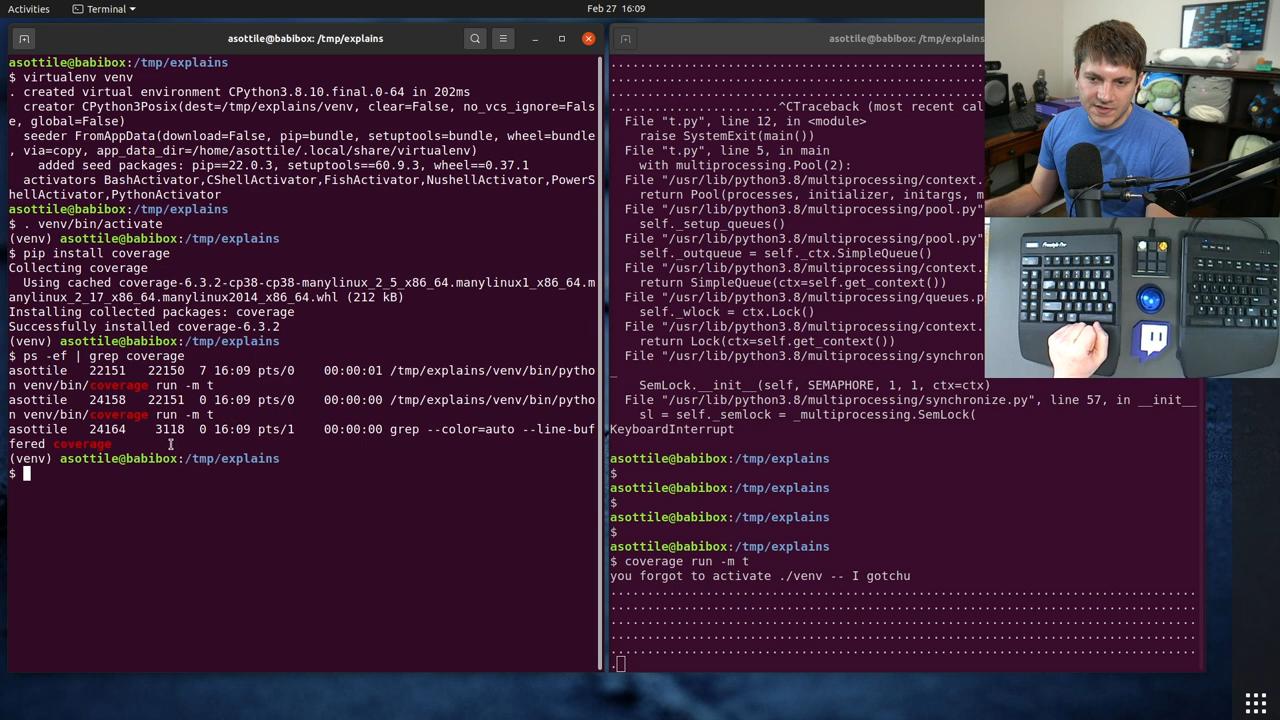 Activities
Terminal
Feb 27 16:09
asottile@babibox: /tmp/explains
asottile@babibox:/tmp/explains
$ virtualenv venv
. created virtual environment CPython3.8.10.final.0-64 in 202ms
  creator CPython3Posix(dest=/tmp/explains/venv, clear=False, no_vcs_ignore=Fals
e, global=False)
  seeder FromAppData(download=False, pip=bundle, setuptools=bundle, wheel=bundle
, via=copy, app_data_dir=/home/asottile/.local/share/virtualenv)
    added seed packages: pip==22.0.3, setuptools==60.9.3, wheel==0.37.1
  activators BashActivator,CShellActivator,FishActivator,NushellActivator,PowerS
hellActivator,PythonActivator
asottile@babibox:/tmp/explains
$ . venv/bin/activate
(venv) asottile@babibox:/tmp/explains
$ pip install coverage
Collecting coverage
  Using cached coverage-6.3.2-cp38-cp38-manylinux_2_5_x86_64.manylinux1_x86_64.m
anylinux_2_17_x86_64.manylinux2014_x86_64.whl (212 kB)
Installing collected packages: coverage
Successfully installed coverage-6.3.2
(venv) asottile@babibox:/tmp/explains
$ ps -ef | grep coverage
asottile   22151   22150  7 16:09 pts/0    00:00:01 /tmp/explains/venv/bin/pytho
n venv/bin/coverage run -m t
asottile   24158   22151  0 16:09 pts/0    00:00:00 /tmp/explains/venv/bin/pytho
n venv/bin/coverage run -m t
asottile   24164    3118  0 16:09 pts/1    00:00:00 grep --color=auto --line-buf
fered coverage
(venv) asottile@babibox:/tmp/explains
$
asottile@babibox: /tmp/explains
................................................................................
................................................................................
................................................................................
.......................^CTraceback (most recent cal
  File "t.py", line 12, in <module>
    raise SystemExit(main())
  File "t.py", line 5, in main
    with multiprocessing.Pool(2):
  File "/usr/lib/python3.8/multiprocessing/context.
    return Pool(processes, initializer, initargs, m
  File "/usr/lib/python3.8/multiprocessing/pool.py"
    self._setup_queues()
  File "/usr/lib/python3.8/multiprocessing/pool.py"
    self._outqueue = self._ctx.SimpleQueue()
  File "/usr/lib/python3.8/multiprocessing/context.
    return SimpleQueue(ctx=self.get_context())
  File "/usr/lib/python3.8/multiprocessing/queues.p
    self._wlock = ctx.Lock()
  File "/usr/lib/python3.8/multiprocessing/context.
    return Lock(ctx=self.get_context())
  File "/usr/lib/python3.8/multiprocessing/synchro
_
    SemLock.__init__(self, SEMAPHORE, 1, 1, ctx=ctx)
  File "/usr/lib/python3.8/multiprocessing/synchronize.py", line 57, in __init__
    sl = self._semlock = _multiprocessing.SemLock(
KeyboardInterrupt
asottile@babibox:/tmp/explains
$
asottile@babibox:/tmp/explains
$
asottile@babibox:/tmp/explains
$
asottile@babibox:/tmp/explains
$ coverage run -m t
you forgot to activate ./venv -- I gotchu
................................................................................
................................................................................
................................................................................
................................................................................
................................................................................
.